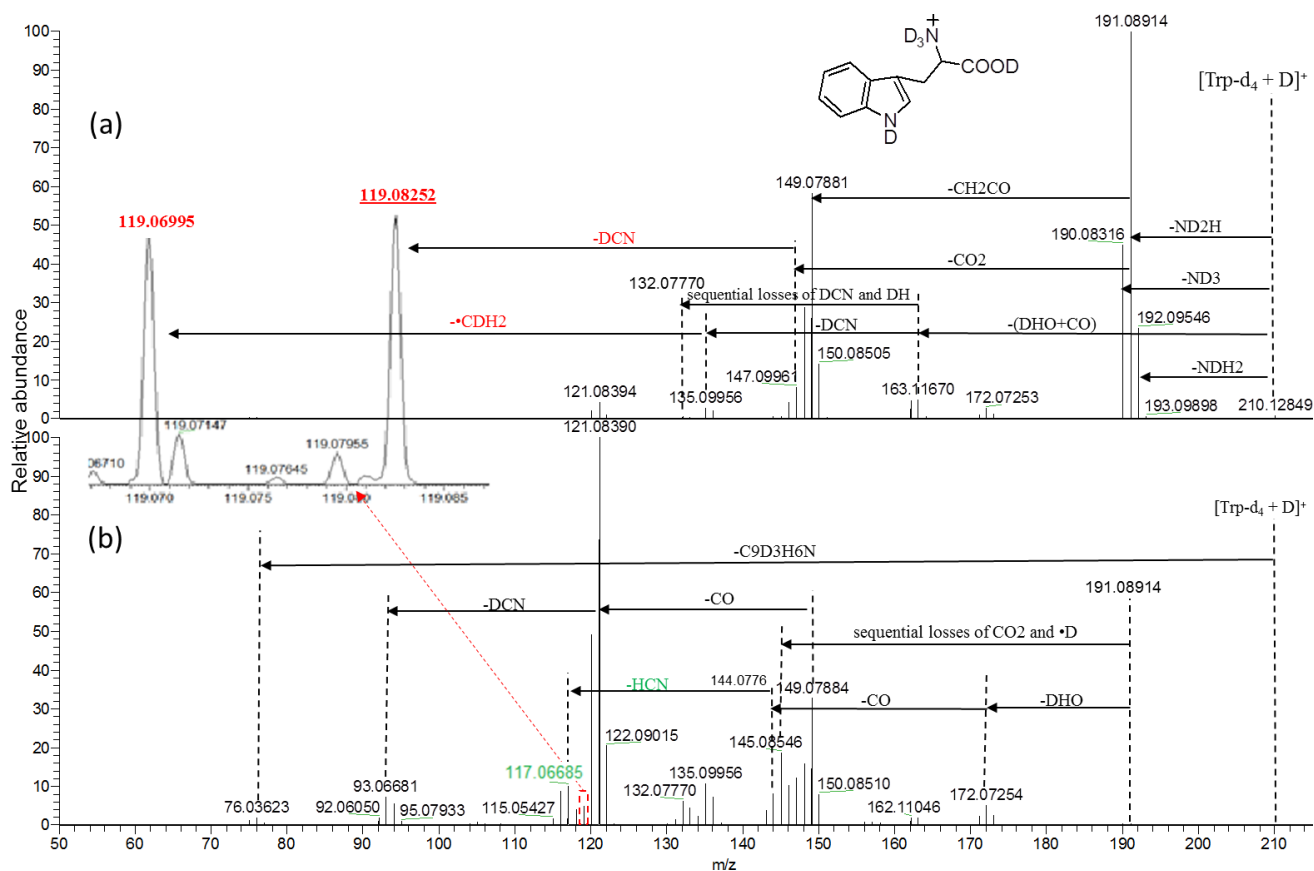 Relative abundance
(a)
100
90
80
70
60
50
40
30
20
10
0
191.08914
+
D3N
COOD
N
D
[Trp-d4 + D]+
149.07881
-CH2CO
119.08252
119.06995
190.08316
-ND2H
-DCN
-CO2
-ND3
132.07770
sequential losses of DCN and DH
-•CDH2
-DCN
-(DHO+CO)
192.09546
150.08505
147.09961
-NDH2
121.08394
135.09956
163.11670
172.07253
193.09898
210.12849
119.07147
119.07955
119.07645
119.070
119.075
119.085
(b)
100
90
80
70
60
50
40
30
20
10
0
121.08390
[Trp-d4 + D]+
-C9D3H6N
191.08914
-DCN
-CO
sequential losses of CO2 and •D
-HCN
144.0776
149.07884
-CO
-DHO
122.09015
145.08546
117.06685
135.09956
93.06681
132.07770
150.08510
172.07254
76.03623
92.06050
95.07933
115.05427
162.11046
50 60 70 80 90 100 110 120 130 140 150 160 170 180 190 200 210
m/z